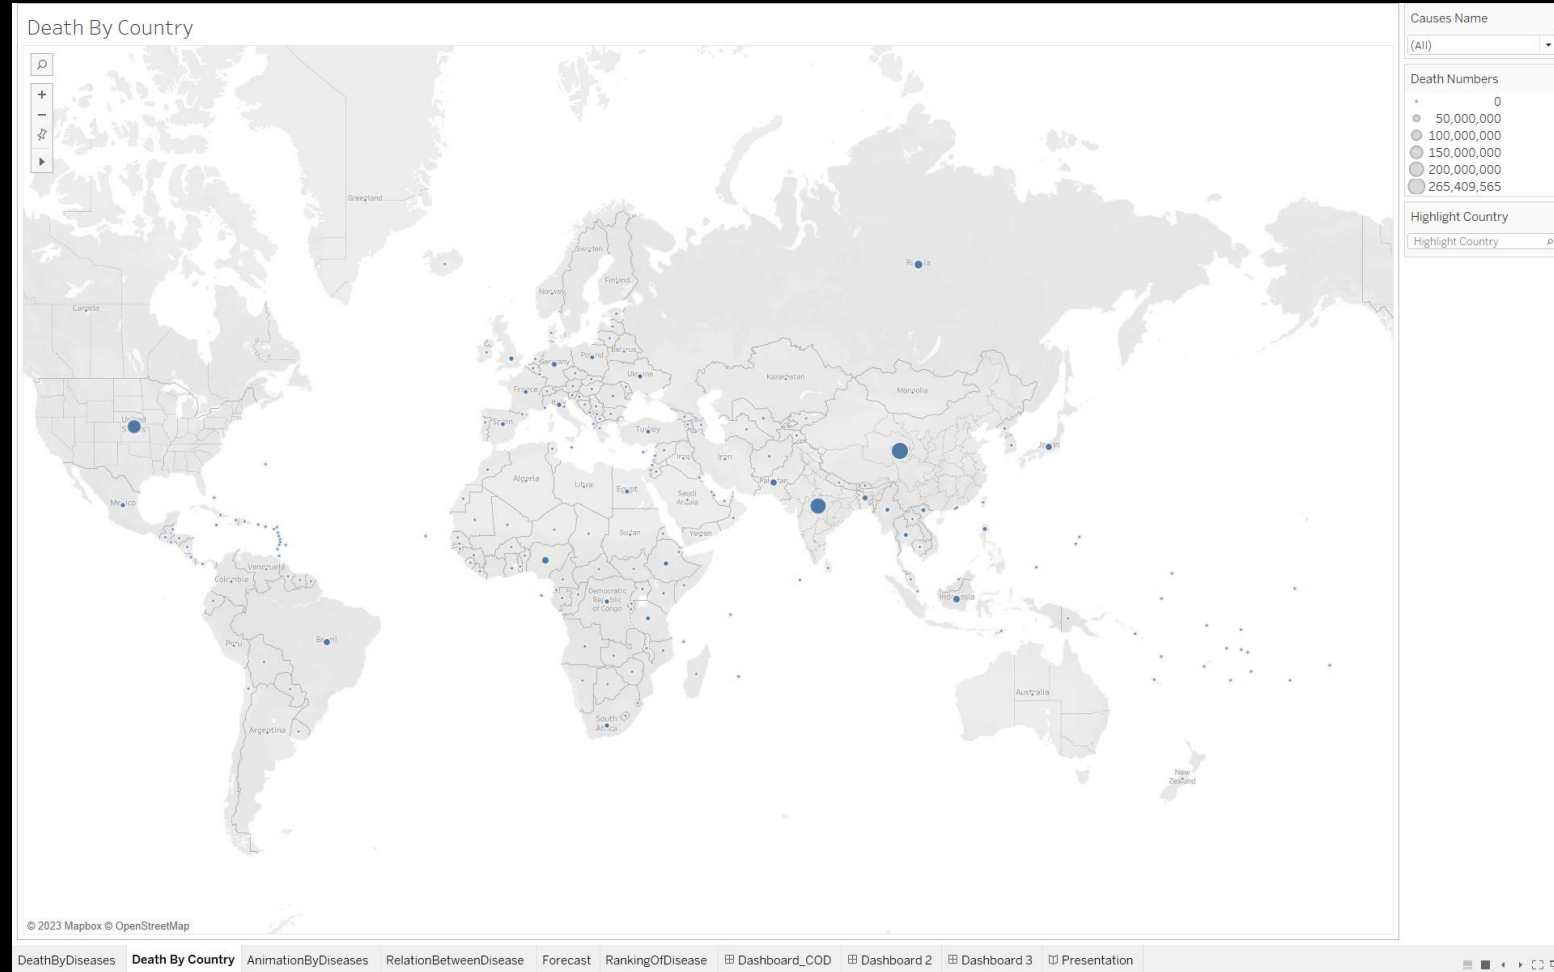 Death By Country
Causes Name
(All)
Death Numbers
0
50,000,000
100,000,000
150,000,000
200,000,000
265,409,565
Highlight Country
Highlight Country
Greenland
Sweden
Finland
Norway
Russia
Canada
Germany
Poland
Belarus
Ukraine
France
Italy
Spain
Turkey
Kazakhstan
Mongolia
United
States
Japan
Iraq
Iran
Pakistan
Algeria
Libya
Egypt
Saudi
Arabia
Mexico
Sudan
Yemen
Venezuela
Colombia
Democratic
Republic
of Congo
Indonesia
Brazil
Peru
Australia
South
Africa
Argentina
New
Zealand
© 2023 Mapbox © OpenStreetMap
DeathByDiseases
Death By Country
AnimationByDiseases
RelationBetweenDisease
Forecast
RankingOfDisease
Dashboard_COD
Dashboard 2
Dashboard 3
Presentation